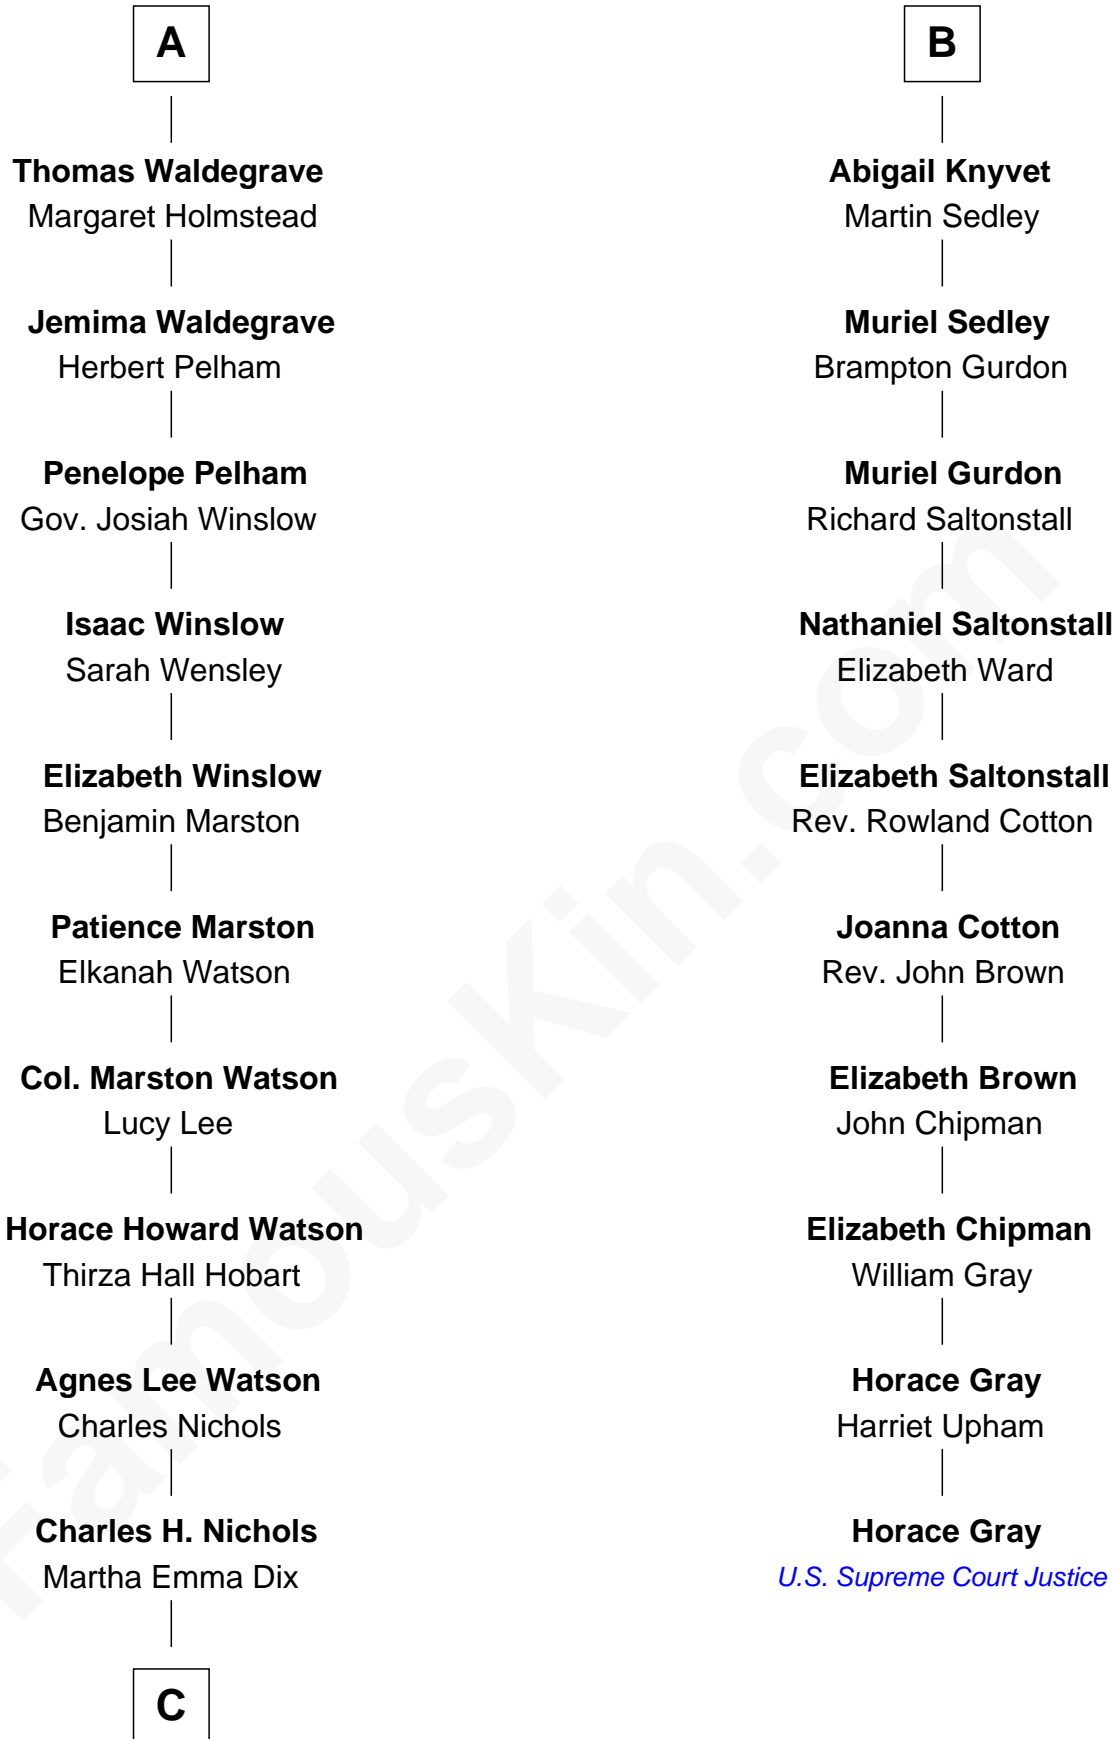 A
Thomas Waldegrave
Margaret Holmstead
Jemima Waldegrave
Herbert Pelham
Penelope Pelham
Gov. Josiah Winslow
Isaac Winslow
Sarah Wensley
Elizabeth Winslow
Benjamin Marston
Patience Marston
Elkanah Watson
Col. Marston Watson
Lucy Lee
Horace Howard Watson
Thirza Hall Hobart
Agnes Lee Watson
Charles Nichols
Charles H. Nichols
Martha Emma Dix
C
B
Abigail Knyvet
Martin Sedley
Muriel Sedley
Brampton Gurdon
Muriel Gurdon
Richard Saltonstall
Nathaniel Saltonstall
Elizabeth Ward
Elizabeth Saltonstall
Rev. Rowland Cotton
Joanna Cotton
Rev. John Brown
Elizabeth Brown
John Chipman
Elizabeth Chipman
William Gray
Horace Gray
Harriet Upham
Horace Gray
U.S. Supreme Court Justice
FamousKin.com